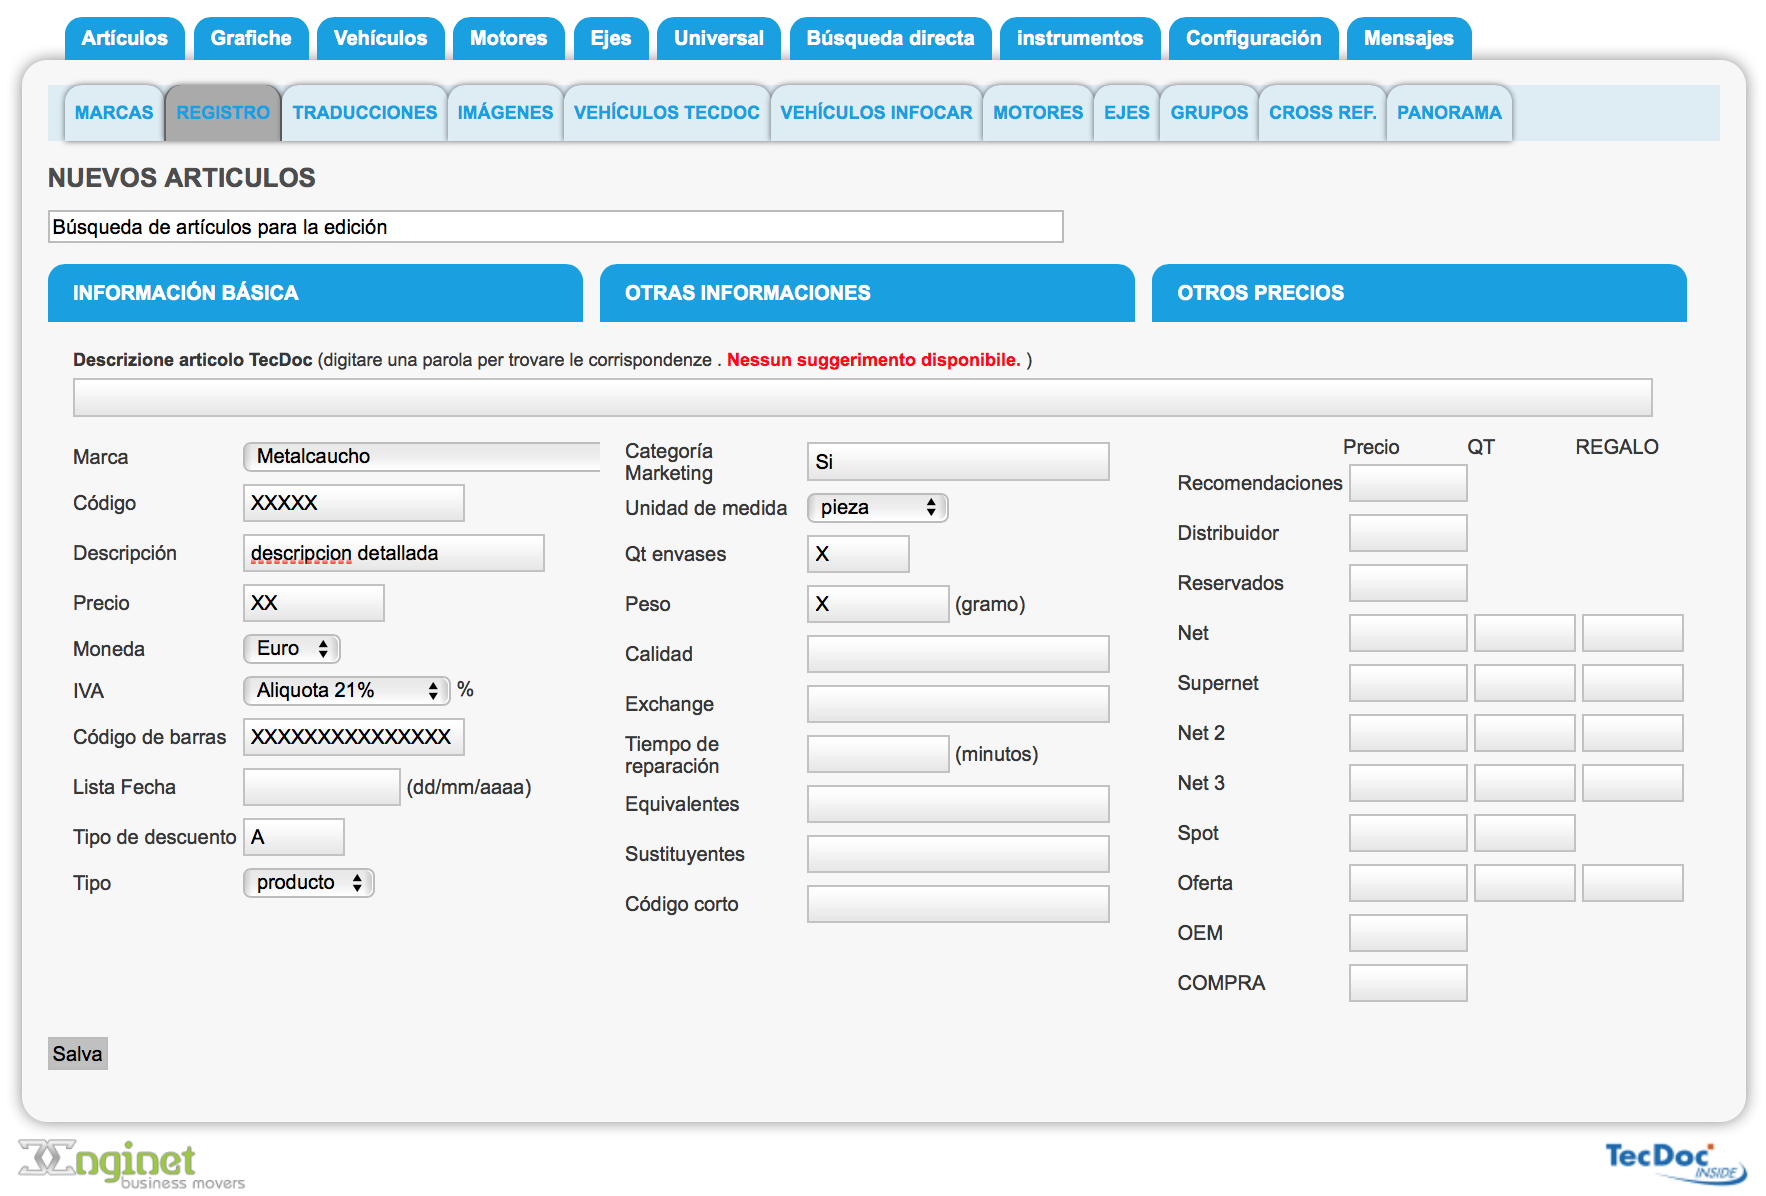 Artículos Grafiche Vehículos Motores Ejes Universal Búsqueda directa instrumentos Configuración Mensajes
MARCAS REGISTRO TRADUCCIONES IMÁGENES VEHÍCULOS TECDOC VEHÍCULOS INFOCAR MOTORES EJES GRUPOS CROSS REF. PANORAMA
NUEVOS ARTICULOS
Búsqueda de artículos para la edición
INFORMACIÓN BÁSICA OTRAS INFORMACIONES OTROS PRECIOS
Descrizione articolo TecDoc (digitare una parola per trovare le corrispondenze . Nessun suggerimento disponibile. )
Marca Metalcaucho
Código XXXXX
Descripción descripcion detallada
Precio XX
Moneda Euro
IVA Aliquota 21% %
Código de barras XXXXXXXXXXXXXXX
Lista Fecha (dd/mm/aaaa)
Tipo de descuento A
Tipo producto
Categoría
Marketing Si
Unidad de medida pieza
Qt envases X
Peso X (gramo)
Calidad
Exchange
Tiempo de
reparación (minutos)
Equivalentes
Sustituyentes
Código corto
Precio QT REGALO
Recomendaciones
Distribuidor
Reservados
Net
Supernet
Net 2
Net 3
Spot
Oferta
OEM
COMPRA
Salva
Enginet
business movers
TecDoc
INSIDE